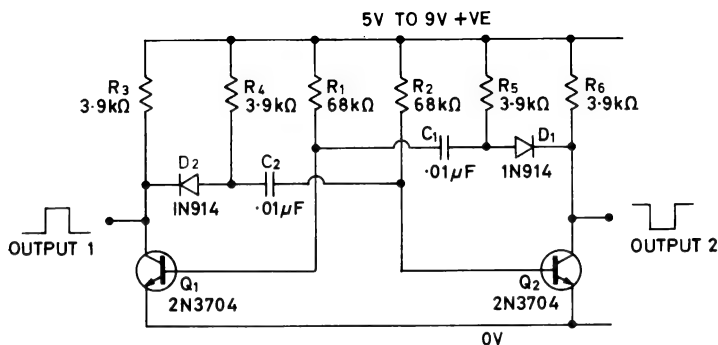 5V TO 9V +VE
R3
3·9kΩ
R4
3·9kΩ
R1
68kΩ
R2
68kΩ
R5
3·9kΩ
R6
3·9kΩ
C1
·01µF
D1
1N914
D2
1N914
C2
·01µF
OUTPUT 1
OUTPUT 2
Q1
2N3704
Q2
2N3704
0V